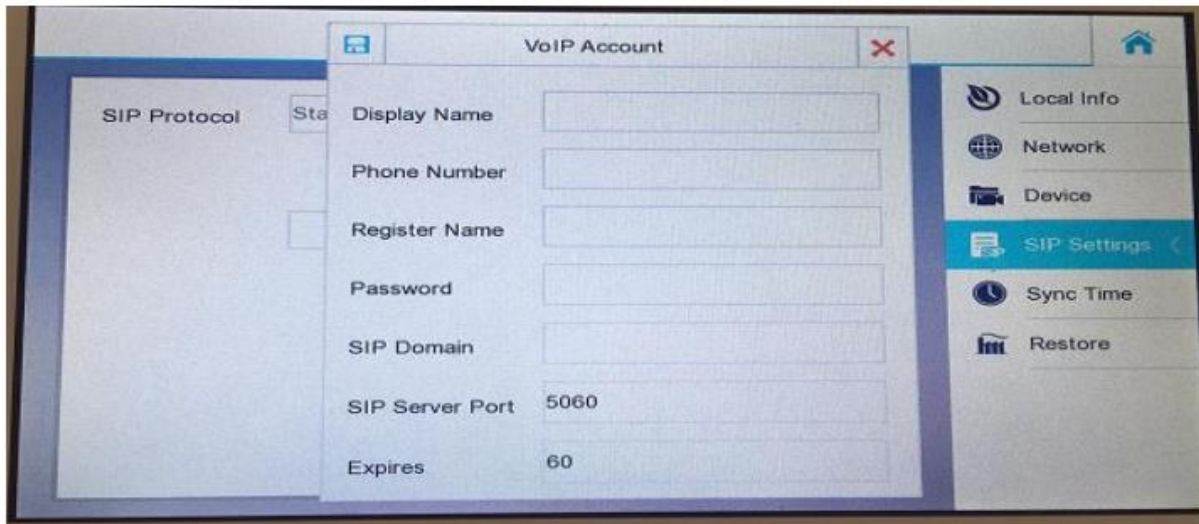 VoIP Account
SIP Protocol
Sta
Display Name
Phone Number
Register Name
Password
SIP Domain
SIP Server Port 5060
Expires 60
Local Info
Network
Device
SIP Settings
Sync Time
Restore